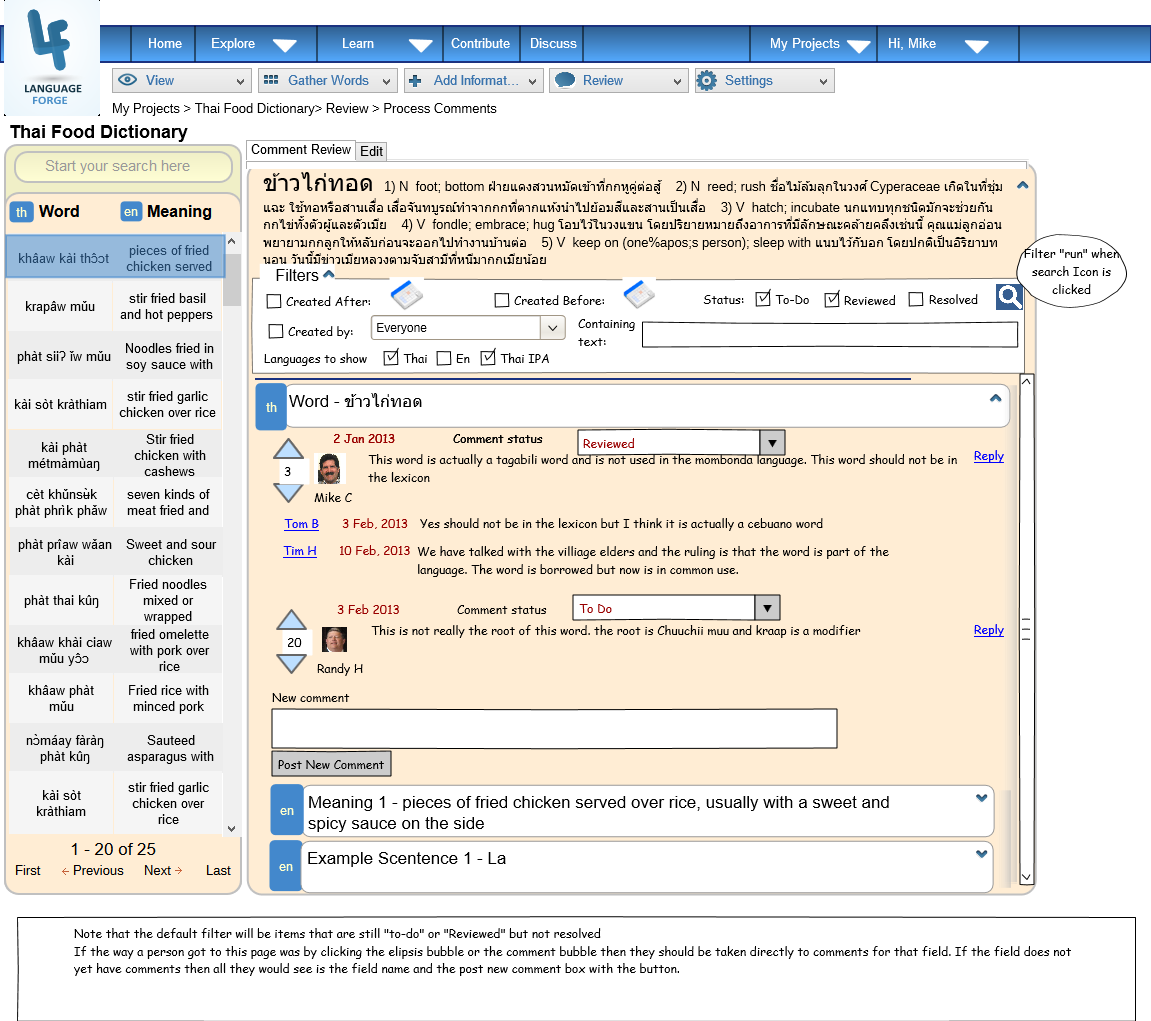 LANGUAGE
FORGE
Home Explore Learn Contribute Discuss My Projects Hi, Mike
View Gather Words Add Informat... Review Settings
My Projects > Thai Food Dictionary> Review > Process Comments
Thai Food Dictionary
Start your search here
th Word en Meaning
khâaw kài thɔ̂ɔt
pieces of fried
chicken served
krapâw mǔu
stir fried basil
and hot peppers
phàt siiʔ ǐw mǔu
Noodles fried in
soy sauce with
kài sòt kràthiam
stir fried garlic
chicken over rice
kài phàt
métmàmùaŋ
Stir fried
chicken with
cashews
cèt khǔnsʉ̀k
phàt phrìk phǎw
seven kinds of
meat fried and
phàt prîaw wǎan
kài
Sweet and sour
chicken
phàt thai kûŋ
Fried noodles
mixed or
wrapped
khâaw khài ciaw
mǔu yɔ̂ɔ
fried omelette
with pork over
rice
khâaw phàt
mǔu
Fried rice with
minced pork
nɔ̀máay fàràŋ
phàt kûŋ
Sauteed
asparagus with
kài sòt
kràthiam
stir fried garlic
chicken over
rice
1 - 20 of 25
First Previous Next Last
Comment Review Edit
ข้าวไก่ทอด 1) N foot; bottom ฝ่ายแดงสวนหมัดเข้าที่กกหูคู่ต่อสู้ 2) N reed; rush ชื่อไม้ล้มลุกในวงศ์ Cyperaceae เกิดในที่ชุ่ม
แฉะ ใช้ทอหรือสานเสื่อ เสื่อจันทบูรณ์ทำจากกกที่ตากแห้งนำไปย้อมสีและสานเป็นเสื่อ 3) V hatch; incubate นกแทบทุกชนิดมักจะช่วยกัน
กกไข่ทั้งตัวผู้และตัวเมีย 4) V fondle; embrace; hug โอบไว้ในวงแขน โดยปริยายหมายถึงอาการที่มีลักษณะคล้ายคลึงเช่นนี้ คุณแม่ลูกอ่อน
พยายามกกลูกให้หลับก่อนจะออกไปทำงานบ้านต่อ 5) V keep on (one%apos;s person); sleep with แนบไว้กับอก โดยปกติเป็นอิริยาบท
นอน วันนี้มีข่าวเมียหลวงตามจับสามีที่หนีมากกเมียน้อย
Filters
Created After: Created Before: Status: To-Do Reviewed Resolved
Created by: Everyone Containing
text:
Languages to show Thai En Thai IPA
Filter "run" when
search Icon is
clicked
th Word - ข้าวไก่ทอด
2 Jan 2013 Comment status Reviewed
3
This word is actually a tagabili word and is not used in the mombonda language. This word should not be in
the lexicon
Reply
Mike C
Tom B 3 Feb, 2013 Yes should not be in the lexicon but I think it is actually a cebuano word
Tim H 10 Feb, 2013 We have talked with the villiage elders and the ruling is that the word is part of the
language. The word is borrowed but now is in common use.
3 Feb 2013 Comment status To Do
20
This is not really the root of this word. the root is Chuuchii muu and kraap is a modifier
Reply
Randy H
New comment
Post New Comment
en Meaning 1 - pieces of fried chicken served over rice, usually with a sweet and
spicy sauce on the side
en Example Scentence 1 - La
Note that the default filter will be items that are still "to-do" or "Reviewed" but not resolved
If the way a person got to this page was by clicking the elipsis bubble or the comment bubble then they should be taken directly to comments for that field. If the field does not
yet have comments then all they would see is the field name and the post new comment box with the button.